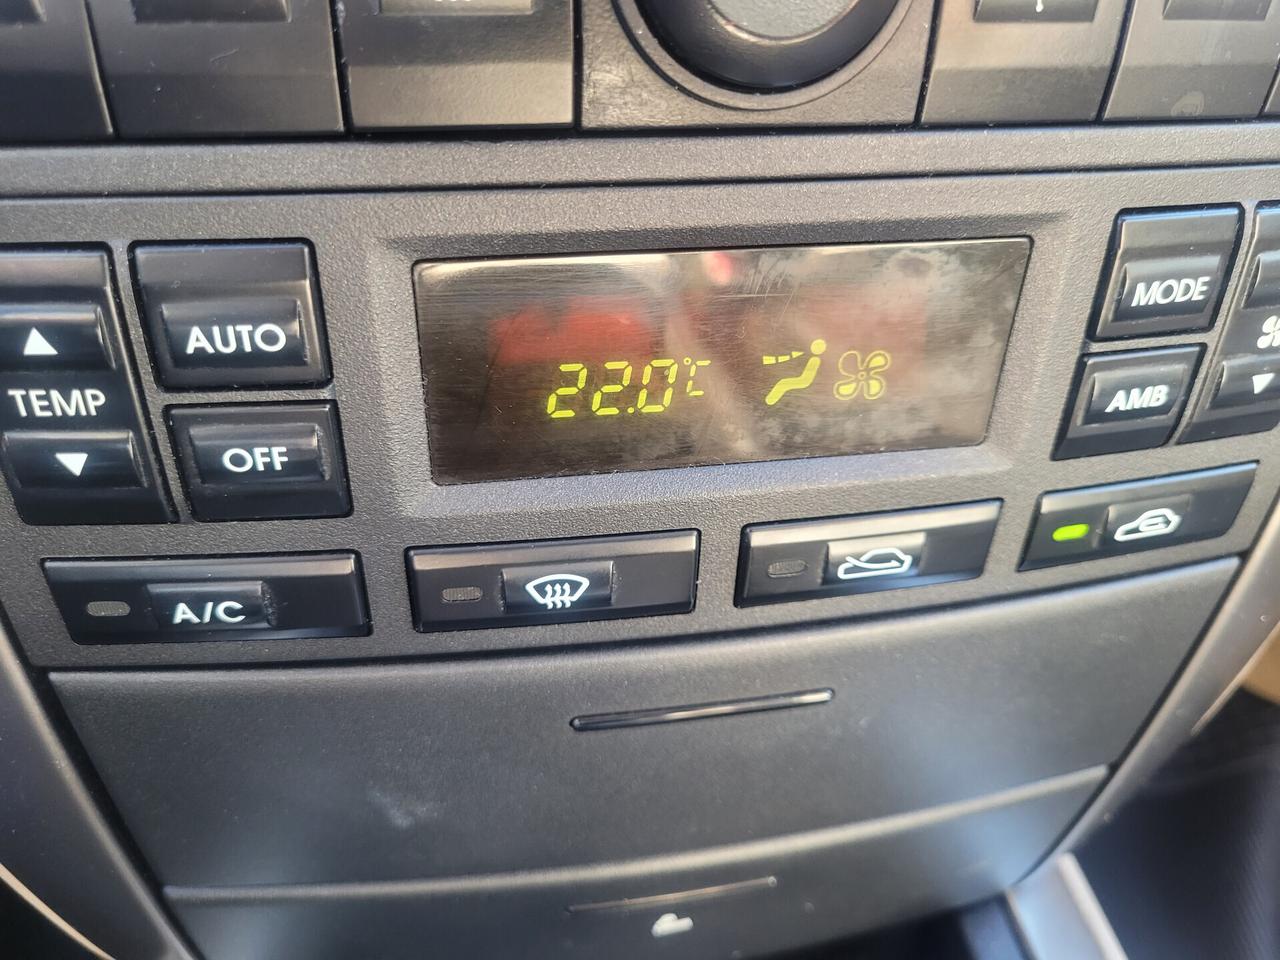 AUTO
MODE
TEMP
22.0°C
OFF
AMB
A/C